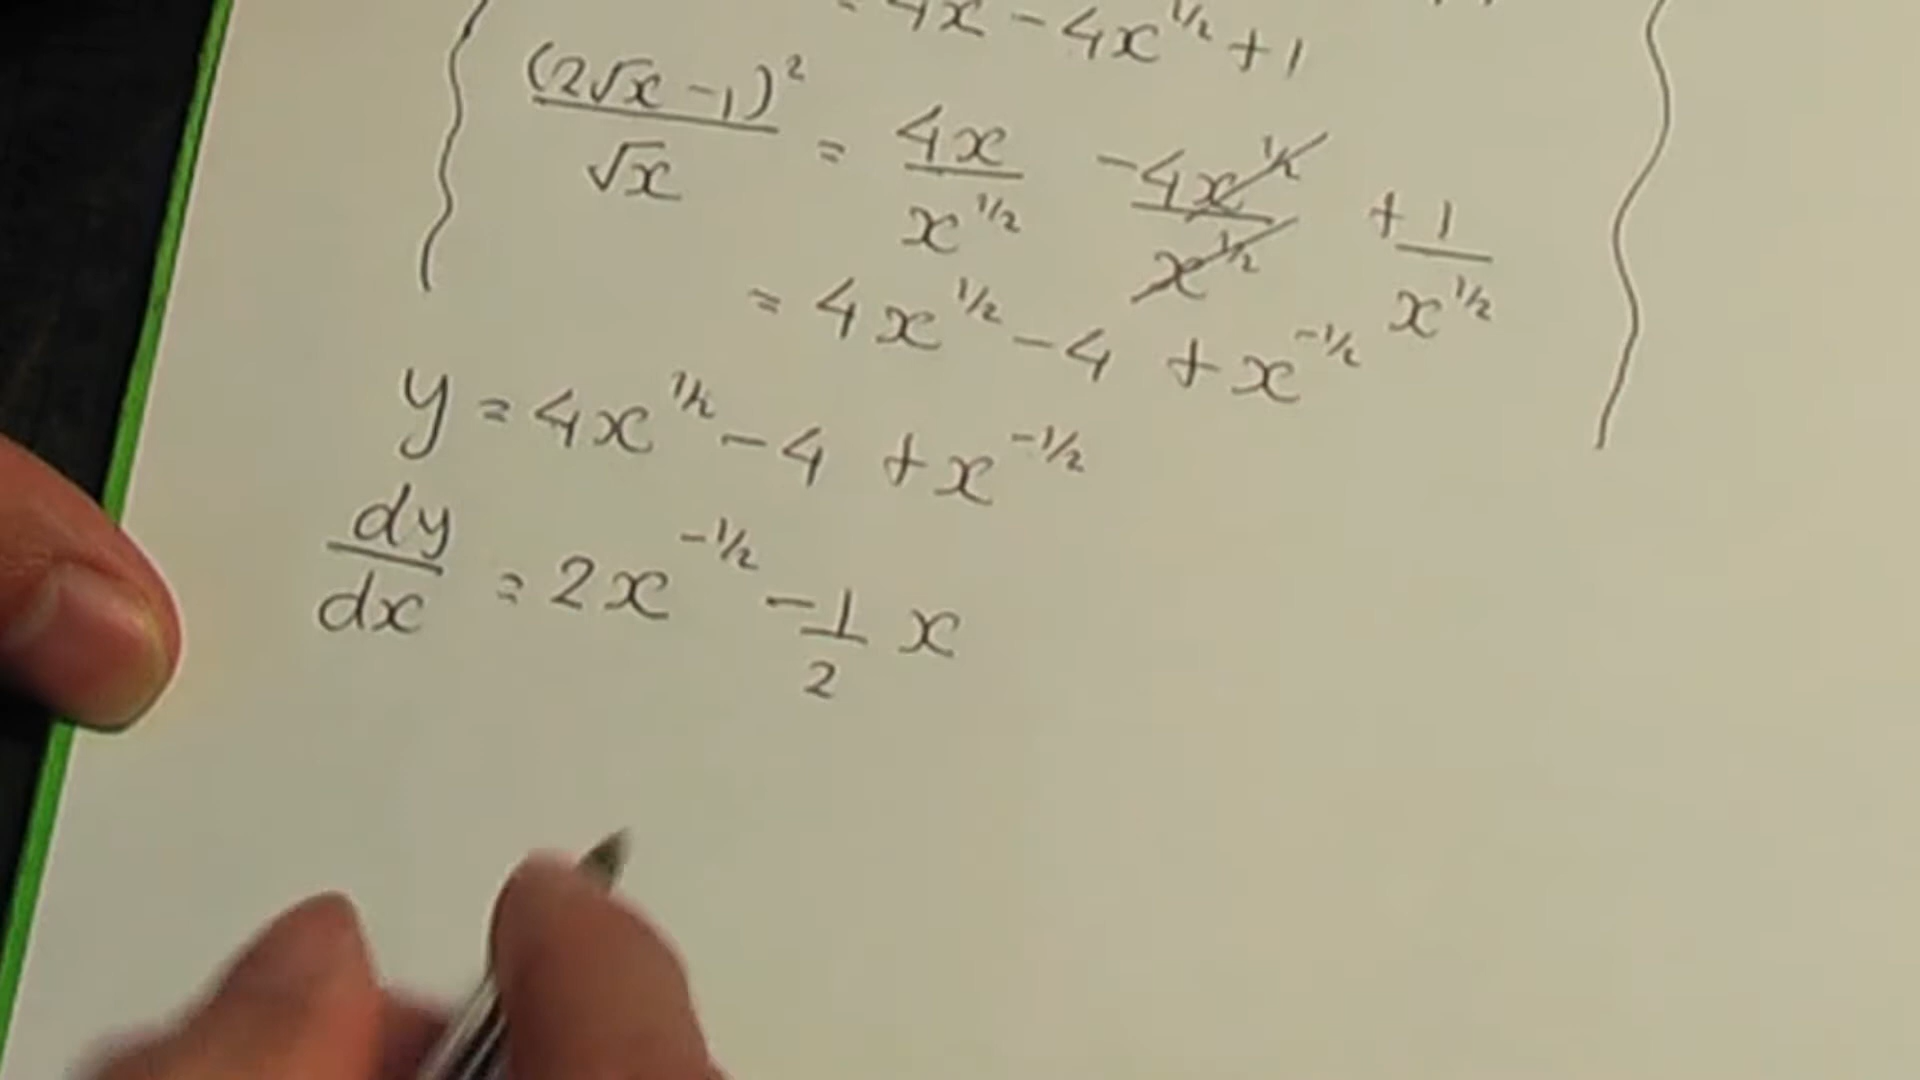 = 4x - 4x^1/2 + 1
(2√x - 1)² / √x = 4x / x^1/2 - 4x^1/2 / x^1/2 + 1 / x^1/2
= 4x^1/2 - 4 + x^-1/2
y = 4x^1/2 - 4 + x^-1/2
dy/dx = 2x^-1/2 - 1/2 x